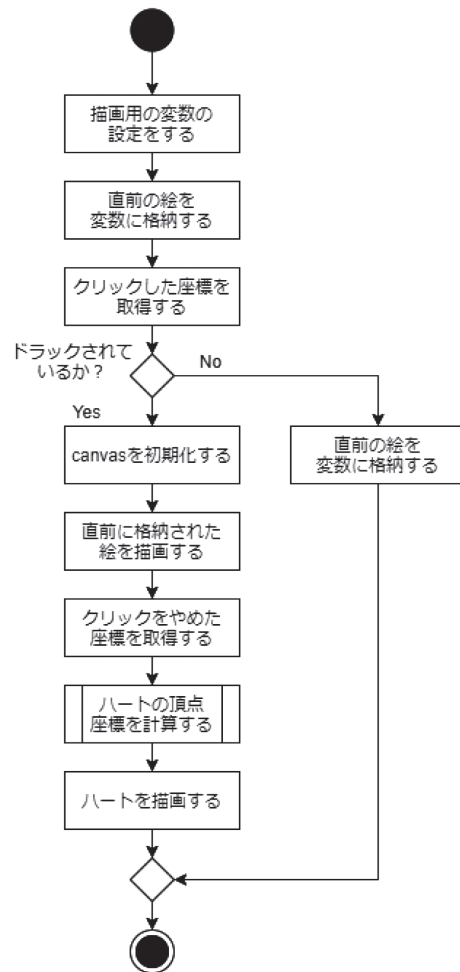 描画用の変数の
設定をする
直前の絵を
変数に格納する
クリックした座標を
取得する
ドラックされて
いるか？
No
Yes
canvasを初期化する
直前の絵を
変数に格納する
直前に格納された
絵を描画する
クリックをやめた
座標を取得する
ハートの頂点
座標を計算する
ハートを描画する